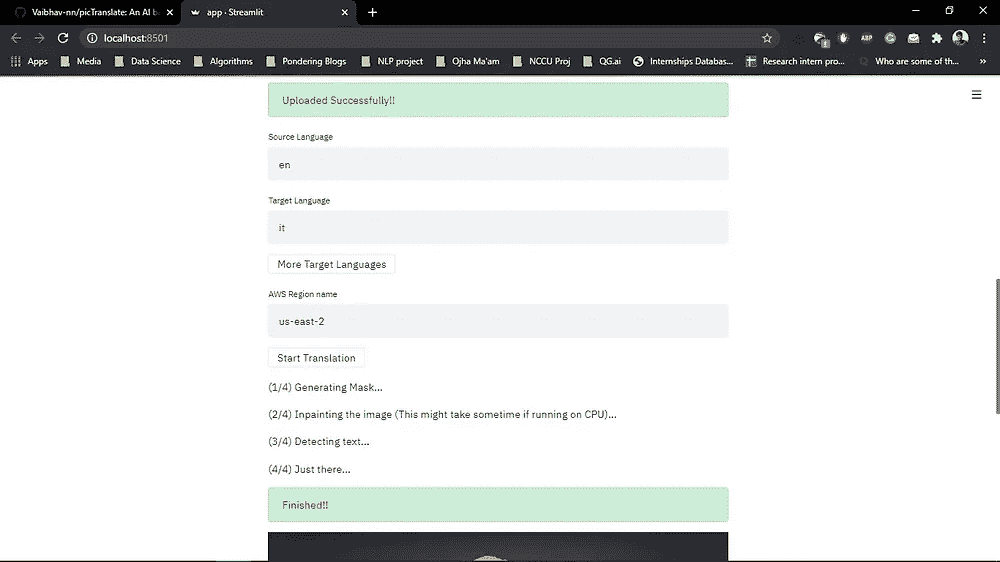 Vaibhav-nn/picTranslate: An AI b
app · Streamlit
localhost:8501
Apps
Media
Data Science
Algorithms
Pondering Blogs
NLP project
Ojha Ma'am
NCCU Proj
QG.ai
Internships Databas...
Research intern pro...
Who are some of th...
Uploaded Successfully!!
Source Language
en
Target Language
it
More Target Languages
AWS Region name
us-east-2
Start Translation
(1/4) Generating Mask...
(2/4) Inpainting the image (This might take sometime if running on CPU)...
(3/4) Detecting text...
(4/4) Just there...
Finished!!